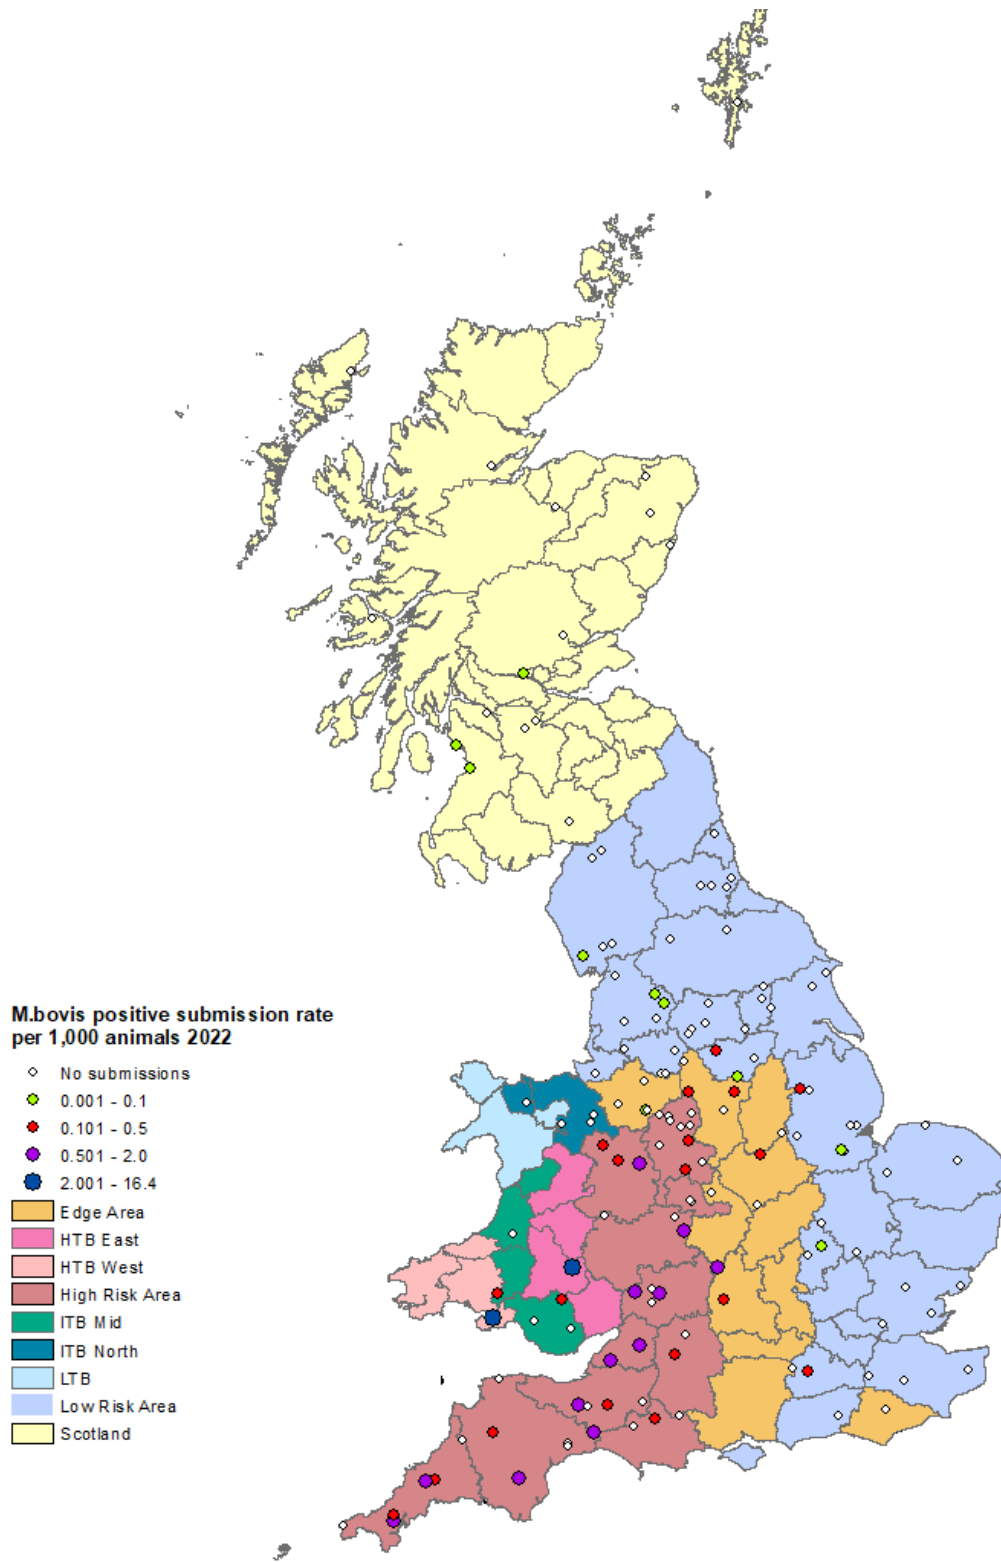 M.bovis positive submission rate
per 1,000 animals 2022
No submissions
0.001 - 0.1
0.101 - 0.5
0.501 - 2.0
2.001 - 16.4
Edge Area
HTB East
HTB West
High Risk Area
ITB Mid
ITB North
LTB
Low Risk Area
Scotland